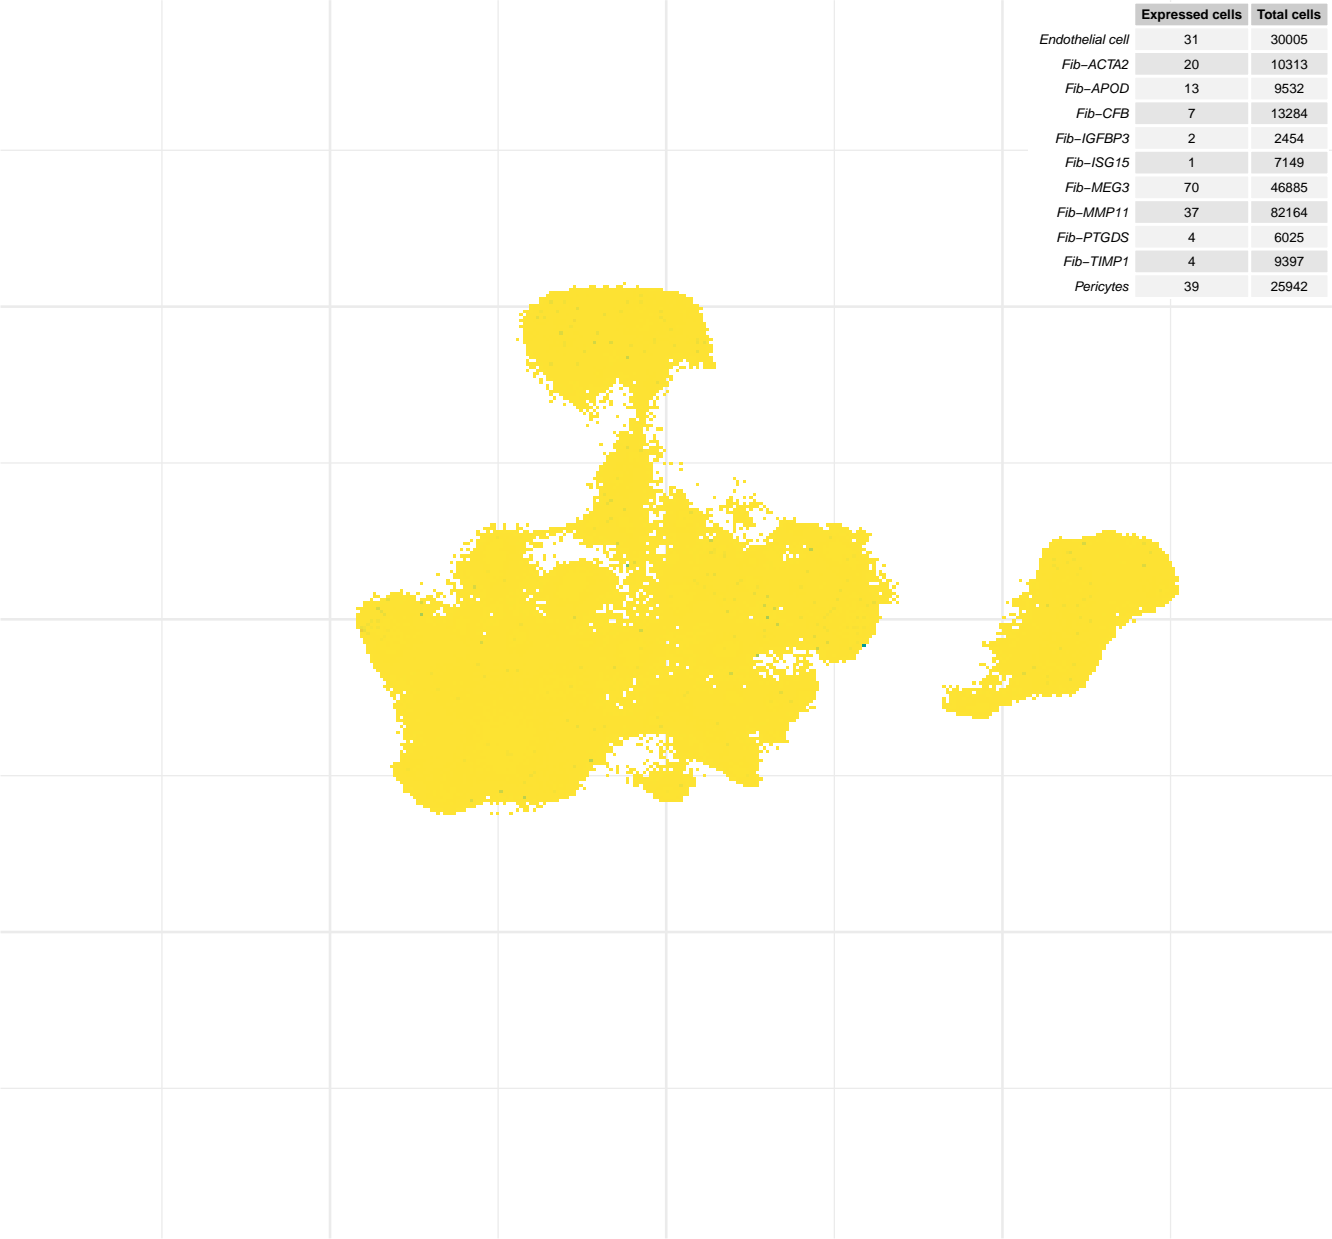 Expressed cells Total cells
Endothelial cell 31 30005
Fib−ACTA2 20 10313
Fib−APOD 13 9532
Fib−CFB 7 13284
Fib−IGFBP3 2 2454
Fib−ISG15 1 7149
Fib−MEG3 70 46885
Fib−MMP11 37 82164
Fib−PTGDS 4 6025
Fib−TIMP1 4 9397
Pericytes 39 25942